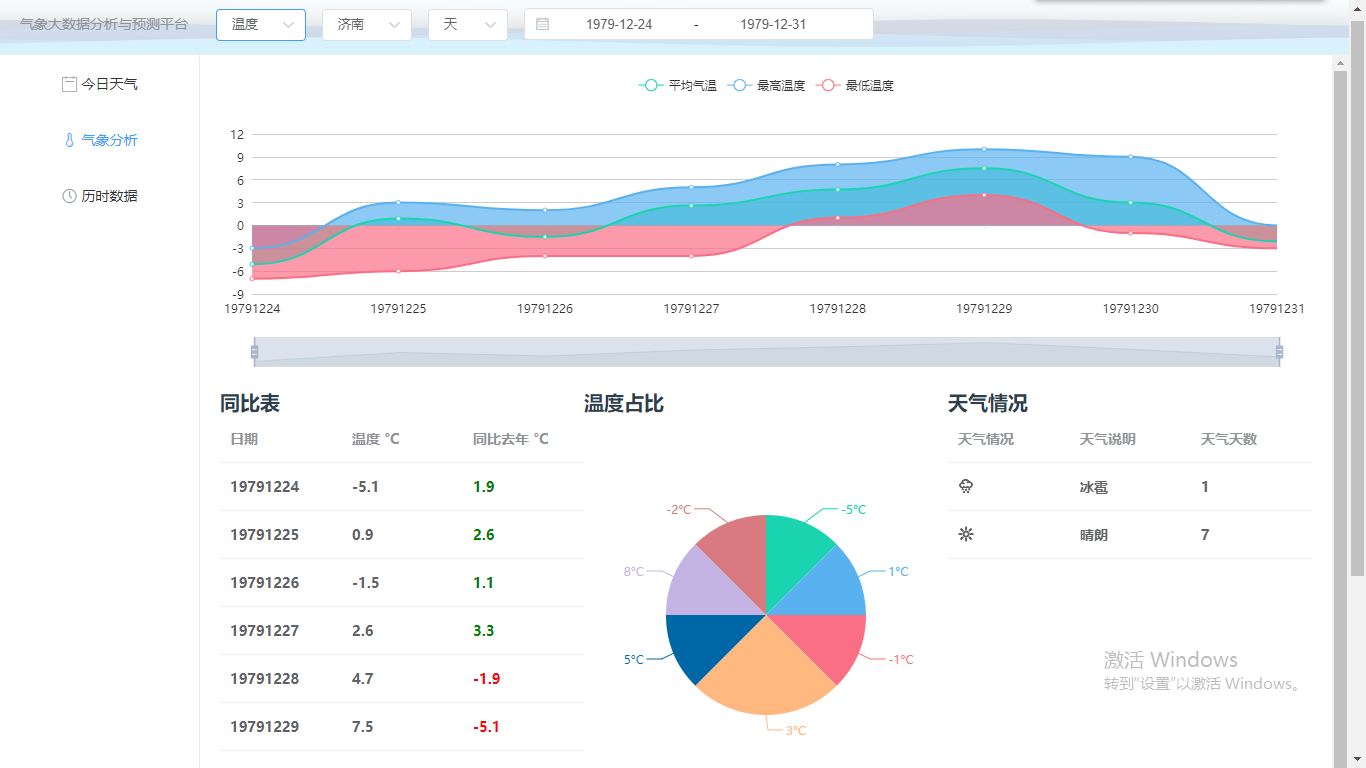 气象大数据分析与预测平台 温度 济南 天 1979-12-24 - 1979-12-31
今日天气
气象分析
历时数据
平均气温 最高温度 最低温度
12
9
6
3
0
-3
-6
-9
19791224 19791225 19791226 19791227 19791228 19791229 19791230 19791231
同比表
日期 温度 ℃ 同比去年 ℃
19791224 -5.1 1.9
19791225 0.9 2.6
19791226 -1.5 1.1
19791227 2.6 3.3
19791228 4.7 -1.9
19791229 7.5 -5.1
温度占比
-2℃ -5℃
8℃ 1℃
5℃ -1℃
3℃
天气情况
天气情况 天气说明 天气天数
冰雹 1
晴朗 7
激活 Windows
转到"设置"以激活 Windows。